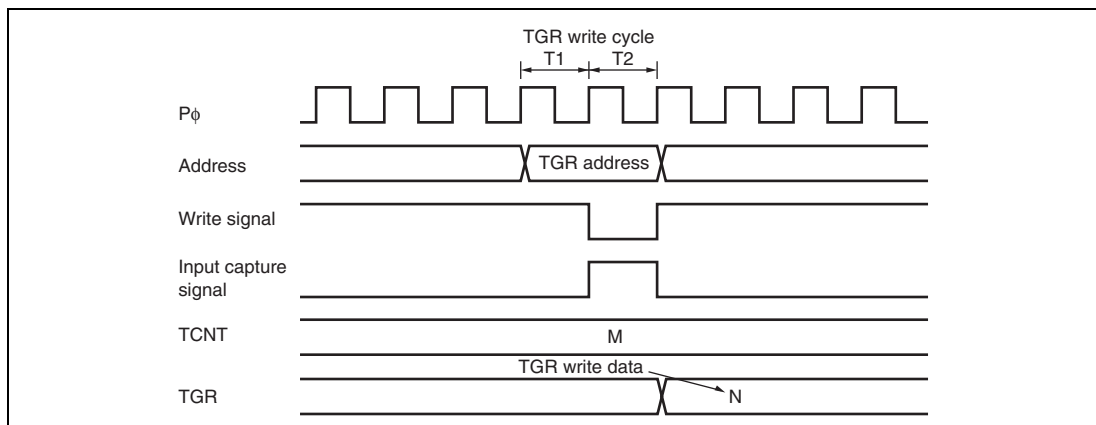 TGR write cycle
T1 T2
Pϕ
Address
TGR address
Write signal
Input capture
signal
TCNT
M
TGR write data
TGR
N